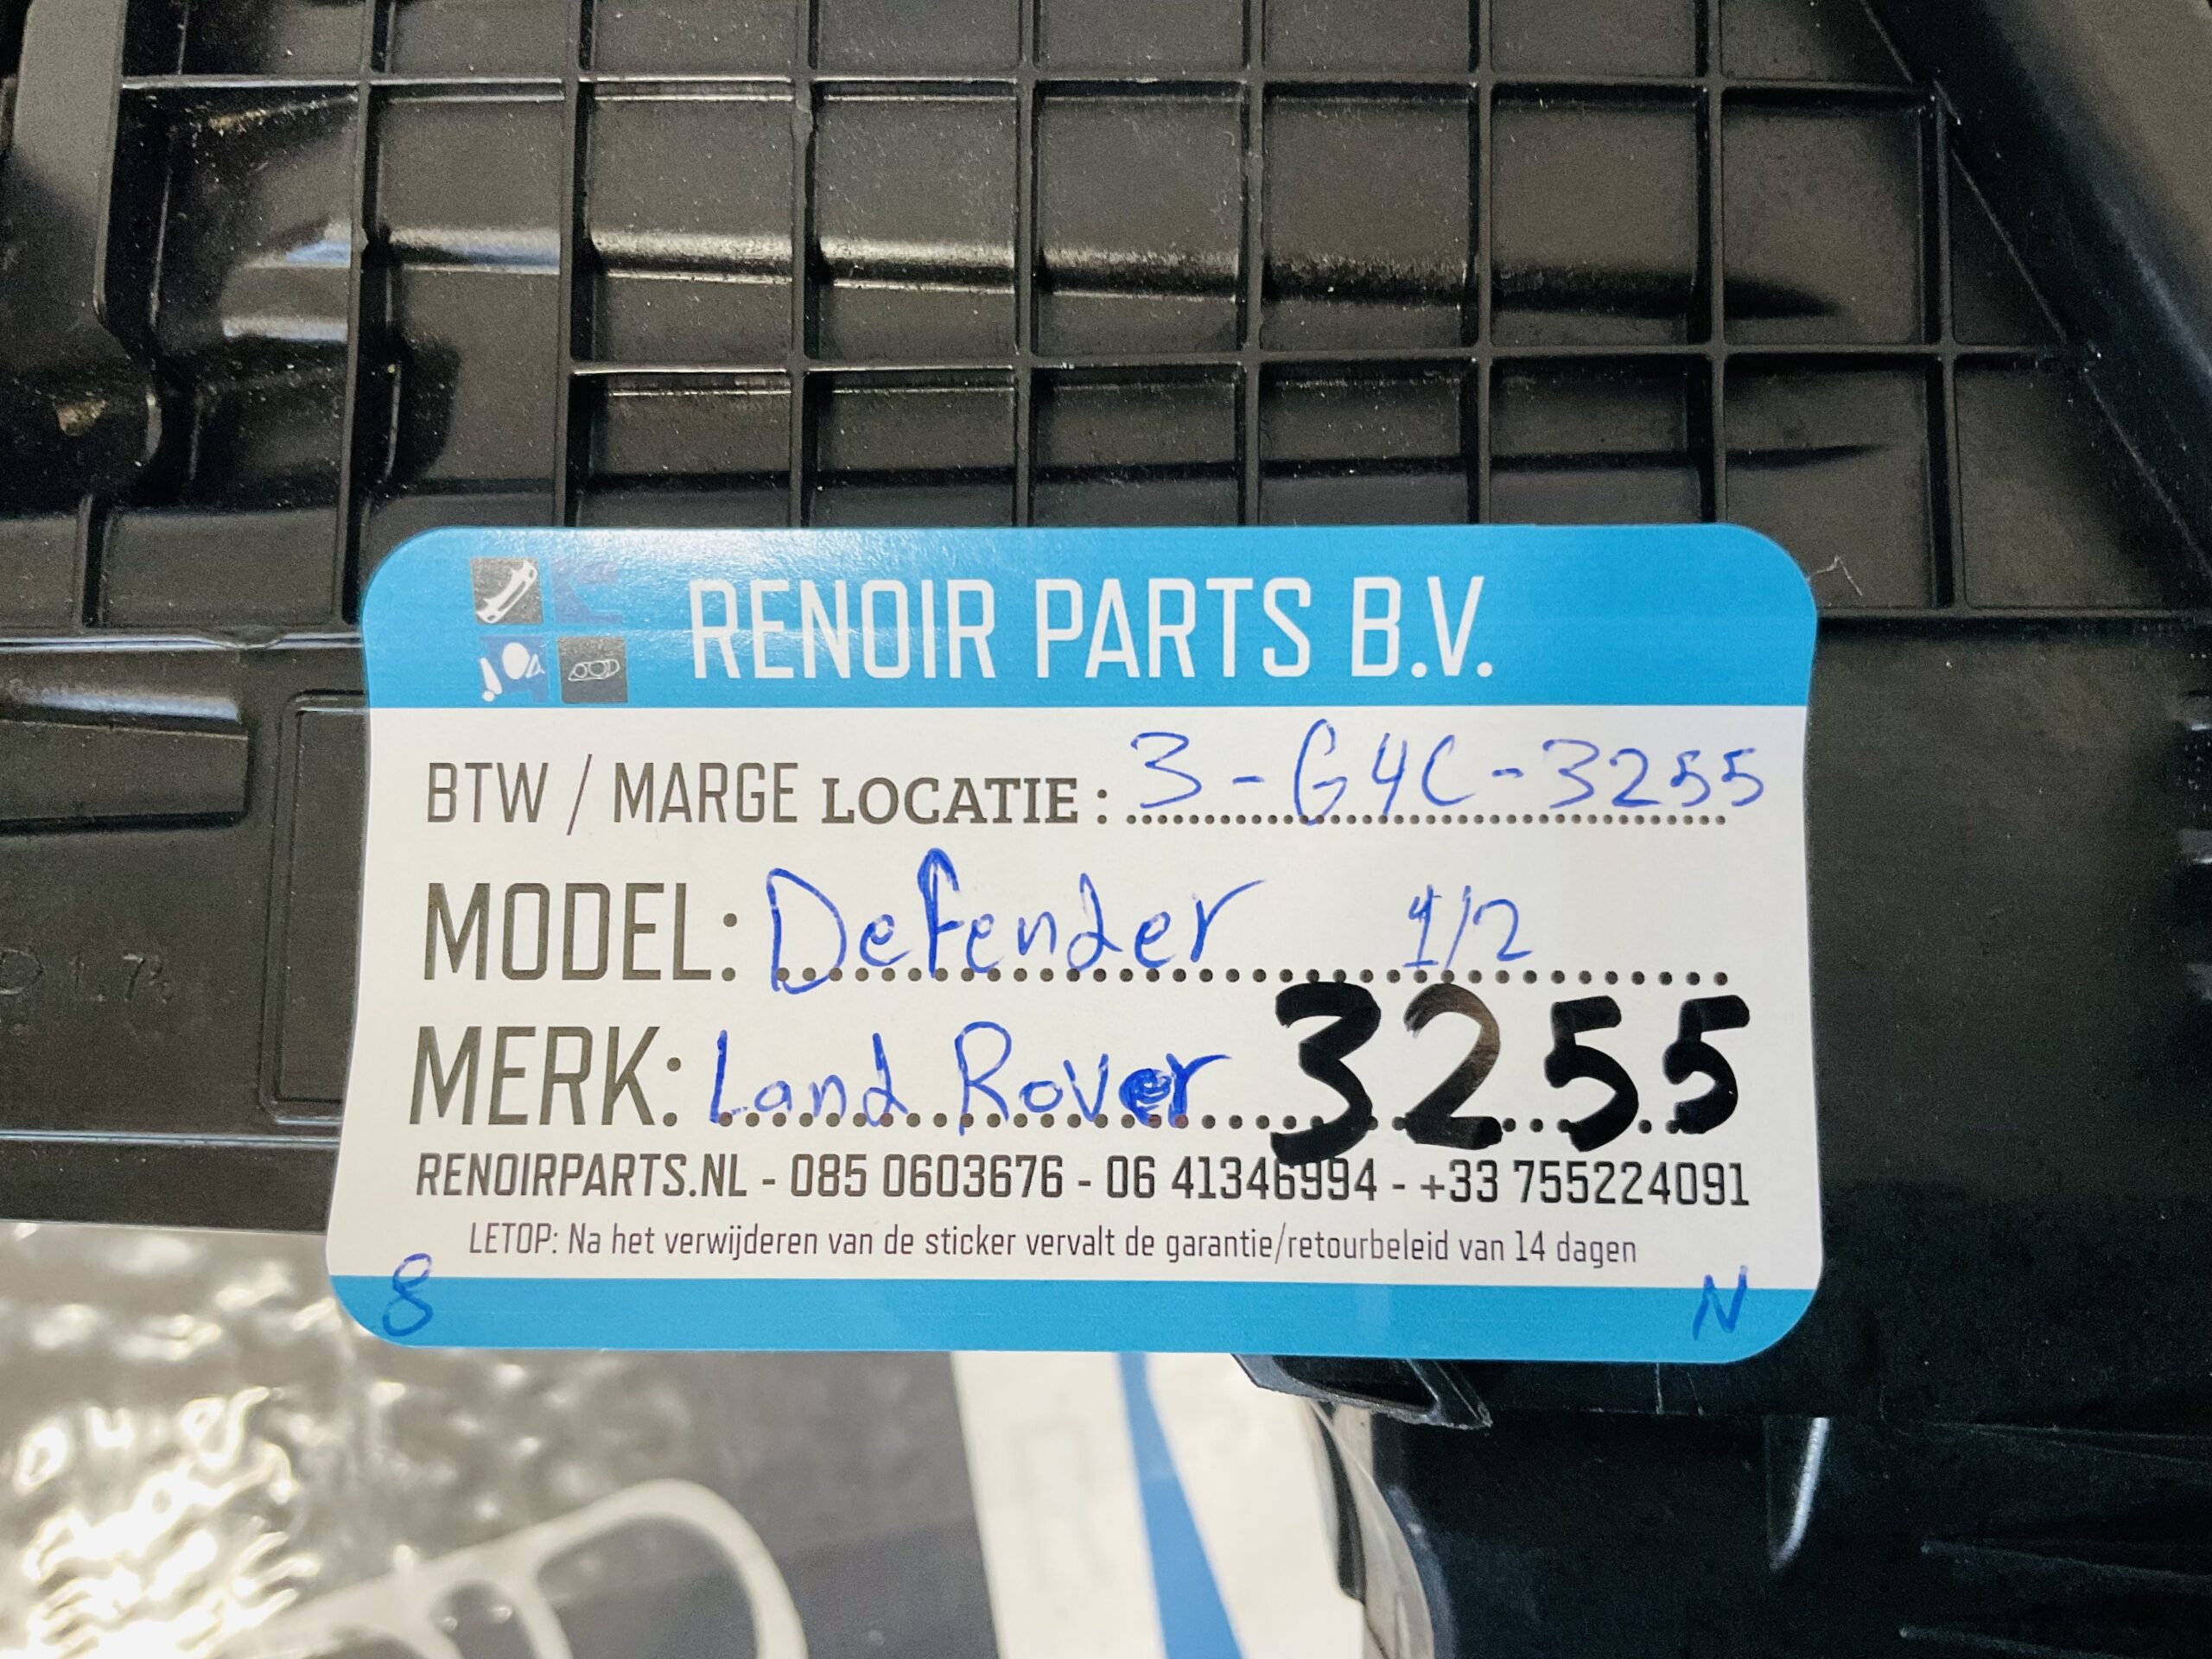 RENOIR PARTS B.V.
BTW / MARGE LOCATIE : 3-G4C-3255
MODEL: Defender 1/2
MERK: Land Rover 3255
RENOIRPARTS.NL - 085 0603676 - 06 41346994 - +33 755224091
LETOP: Na het verwijderen van de sticker vervalt de garantie/retourbeleid van 14 dagen
8 N